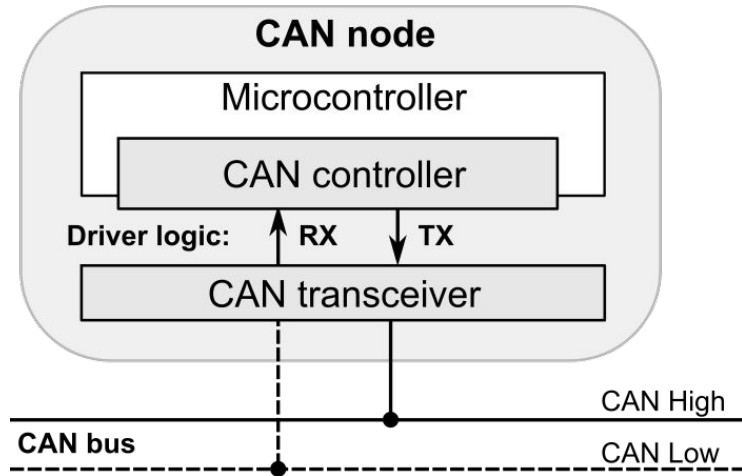 CAN node
Microcontroller
CAN controller
Driver logic: RX TX
CAN transceiver
CAN High
CAN bus
CAN Low